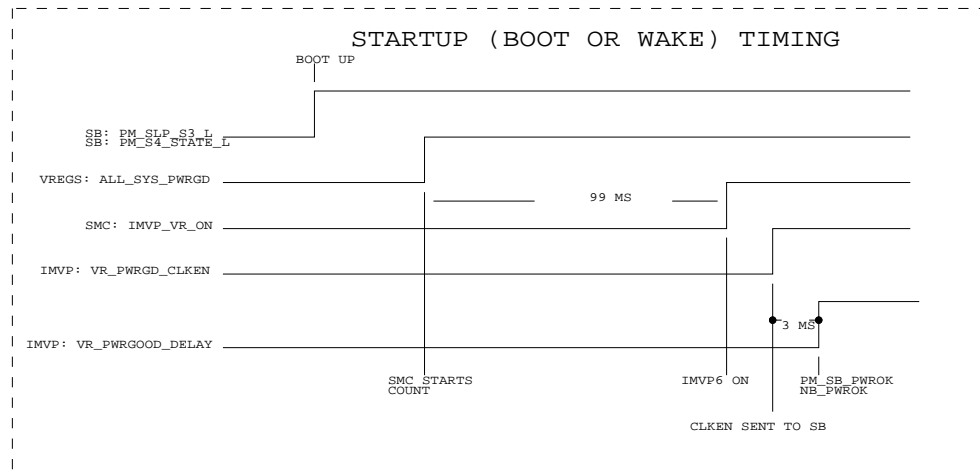 STARTUP (BOOT OR WAKE) TIMING
BOOT UP
SB: PM_SLP_S3_L
SB: PM_S4_STATE_L
VREGS: ALL_SYS_PWRGD
99 MS
SMC: IMVP_VR_ON
IMVP: VR_PWRGD_CLKEN
3 MS
IMVP: VR_PWRGOOD_DELAY
SMC STARTS
COUNT
IMVP6 ON
PM_SB_PWROK
NB_PWROK
CLKEN SENT TO SB